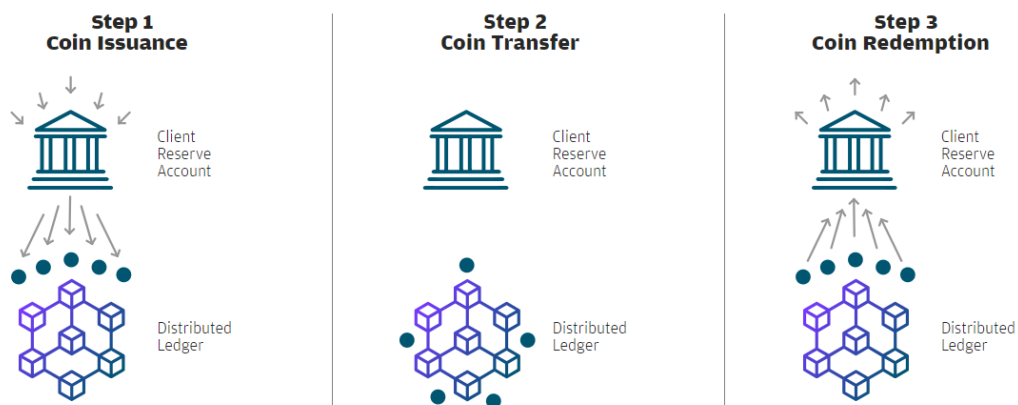 Step 1
Coin Issuance
Client
Reserve
Account
Distributed
Ledger
Step 2
Coin Transfer
Client
Reserve
Account
Distributed
Ledger
Step 3
Coin Redemption
Client
Reserve
Account
Distributed
Ledger